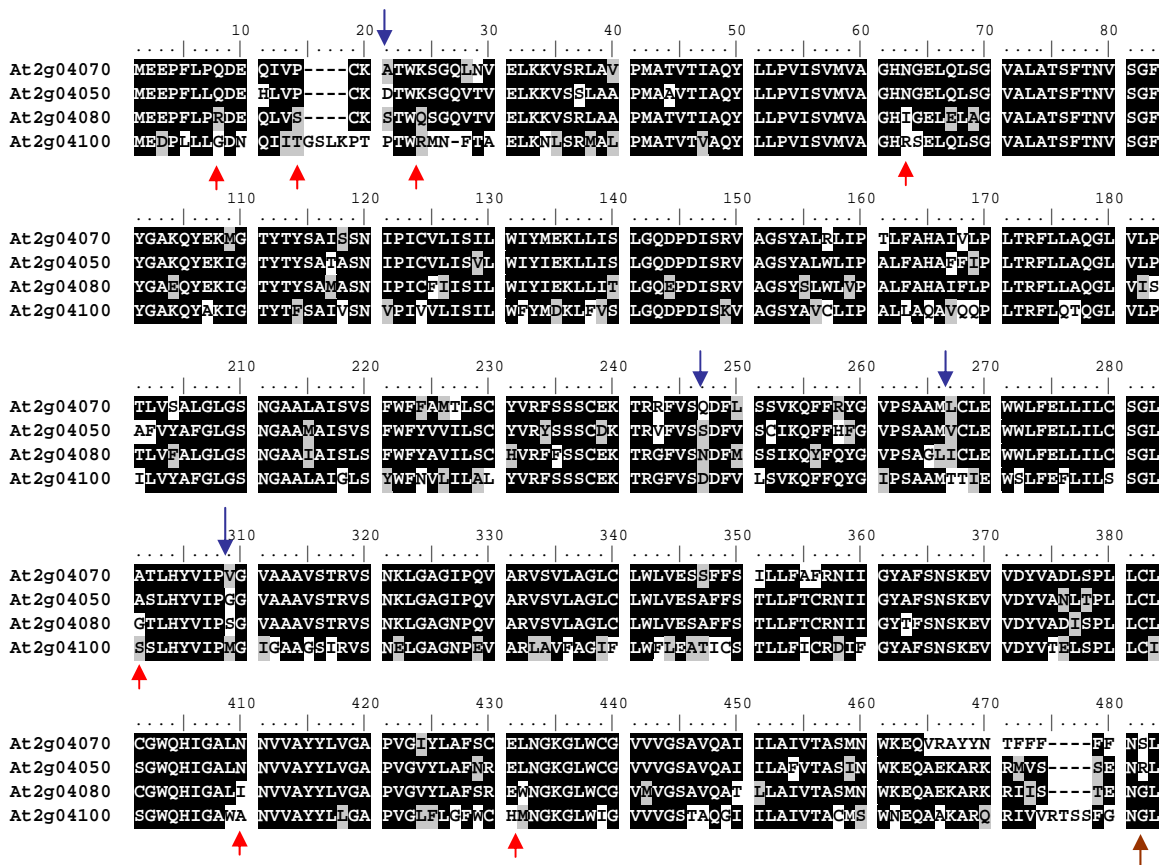 10 20 30 40 50 60 70 80
At2g04070 MEEPFLPQDE QIVP----CK ATWKSGQLNV ELKKVSRLAV PMATVTIAQY LLPVISVMVA GHNGELQLSG VALATSFTNV SGF
At2g04050 MEEPFLLQDE HLVP----CK DTWKSGQVTV ELKKVSSLAA PMAAVTIAQY LLPVISVMVA GHNGELQLSG VALATSFTNV SGF
At2g04080 MEEPFLPRDE QLVS----CK STWQSGQVTV ELKKVSRLAA PMATVTIAQY LLPVISVMVA GHIGELELAG VALATSFTNV SGF
At2g04100 MEDPLLLGDN QIITGSLKPT PTWRMN-FTA ELKNLSRMAL PMATVTVAQY LLPVISVMVA GHRSELQLSG VALATSFTNV SGF
110 120 130 140 150 160 170 180
At2g04070 YGAKQYEKMG TYTYSAISSN IPICVLISIL WIYMEKLLIS LGQDPDISRV AGSYALRLIP TLFAHAIVLP LTRFLLAQGL VLP
At2g04050 YGAKQYEKIG TYTYSATASN IPICVLISVL WIYIEKLLIS LGQDPDISRV AGSYALWLIP ALFAHAFFIP LTRFLLAQGL VLP
At2g04080 YGAEQYEKIG TYTYSAMASN IPICFIISIL WIYIEKLLIT LGQEPDISRV AGSYSLWLVP ALFAHAIFLP LTRFLLAQGL VIS
At2g04100 YGAKQYAKIG TYTFSAIVSN VPIVVLISIL WFYMDKLFVS LGQDPDISKV AGSYAVCLIP ALLAQAVQQP LTRFLQTQGL VLP
210 220 230 240 250 260 270 280
At2g04070 TLVSALGLGS NGAALAISVS FWFFAMTLSC YVRFSSSCEK TRRFVSQDFL SSVKQFFRYG VPSAAMLCLE WWLFELLILC SGL
At2g04050 AFVYAFGLGS NGAAMAISVS FWFYVVILSC YVRYSSSCDK TRVFVSSDFV SCIKQFFHFG VPSAAMVCLE WWLFELLILC SGL
At2g04080 TLVFALGLGS NGAAIAISLS FWFYAVILSC HVRFFSSCEK TRGFVSNDFM SSIKQYFQYG VPSAGLICLE WWLFELLILC SGL
At2g04100 ILVYAFGLGS NGAALAIGLS YWFNVLILAL YVRFSSSCEK TRGFVSDDFV LSVKQFFQYG IPSAAMTTIE WSLFEFLILS SGL
310 320 330 340 350 360 370 380
At2g04070 ATLHYVIPVG VAAAVSTRVS NKLGAGIPQV ARVSVLAGLC LWLVESSFFS ILLFAFRNII GYAFSNSKEV VDYVADLSPL LCL
At2g04050 ASLHYVIPGG VAAAVSTRVS NKLGAGIPQV ARVSVLAGLC LWLVESAFFS TLLFTCRNII GYAFSNSKEV VDYVANLTPL LCL
At2g04080 GTLHYVIPSG VAAAVSTRVS NKLGAGNPQV ARVSVLAGLC LWLVESAFFS TLLFTCRNII GYTFSNSKEV VDYVADISPL LCL
At2g04100 SSLHYVIPMG IGAAGSIRVS NELGAGNPEV ARLAVFAGIF LWFLEATICS TLLFICRDIF GYAFSNSKEV VDYVTELSPL LCI
410 420 430 440 450 460 470 480
At2g04070 CGWQHIGALN NVVAYYLVGA PVGIYLAFSC ELNGKGLWCG VVVGSAVQAI ILAIVTASMN WKEQVRAYYN TFFF----FF NSL
At2g04050 SGWQHIGALN NVVAYYLVGA PVGVYLAFNR ELNGKGLWCG VVVGSAVQAI ILAFVTASIN WKEQAEKARK RMVS----SE NRL
At2g04080 CGWQHIGALI NVVAYYLVGA PVGVYLAFSR EWNGKGLWCG VMVGSAVQAT LLAIVTASMN WKEQAEKARK RIIS----TE NGL
At2g04100 SGWQHIGAWA NVVAYYLLGA PVGLFLGFWC HMNGKGLWIG VVVGSTAQGI ILAIVTACMS WNEQAAKARQ RIVVRTSSFG NGL